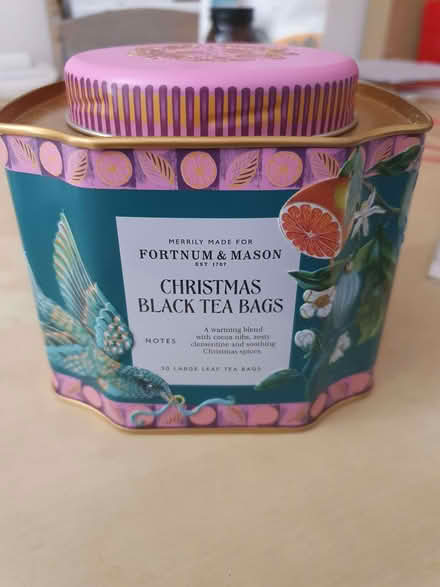 MERRILY MADE FOR
FORTNUM & MASON
EST 1707
CHRISTMAS
BLACK TEA BAGS
NOTES
A warming blend
with cocoa nibs, zesty
clementine and soothing
Christmas spices.
50 LARGE LEAF TEA BAGS